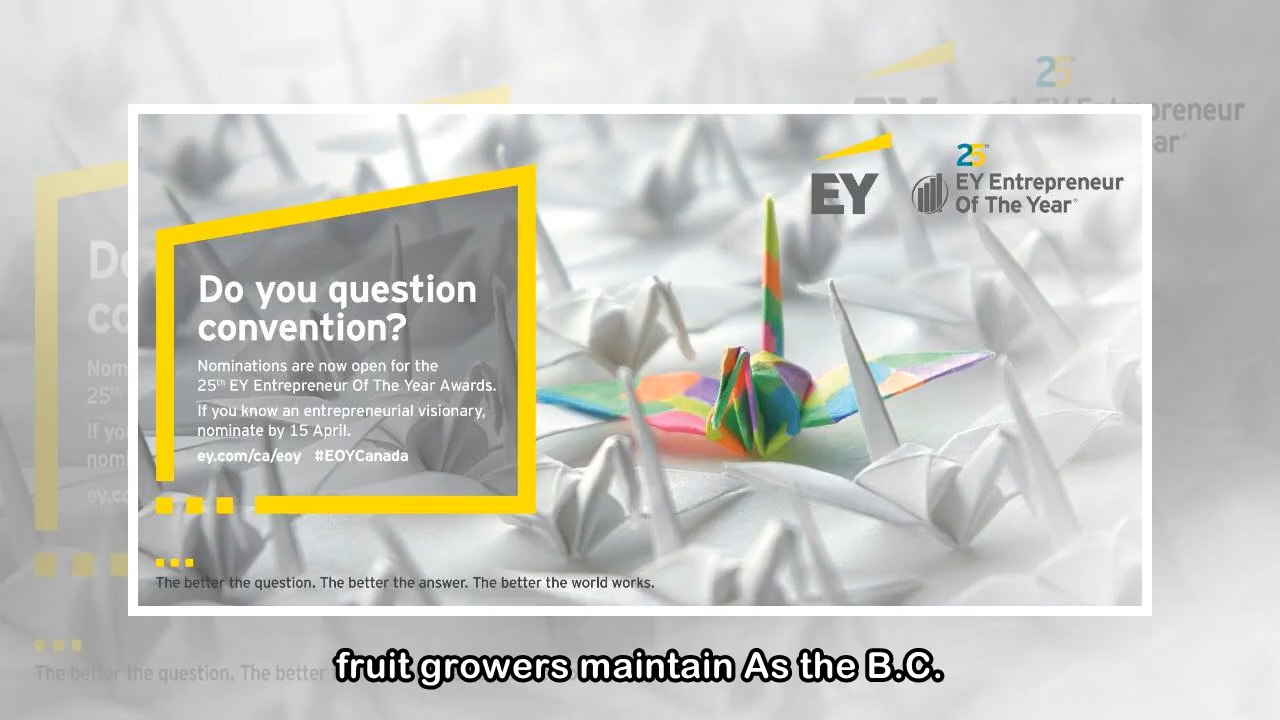 25th
EY
EY Entrepreneur
Of The Year®
Do you question
convention?
Nominations are now open for the
25th EY Entrepreneur Of The Year Awards.
If you know an entrepreneurial visionary,
nominate by 15 April.
ey.com/ca/eoy #EOYCanada
The better the question. The better the answer. The better the world works.
fruit growers maintain As the B.C.